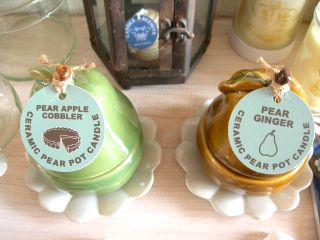 PEAR APPLE
COBBLER
CERAMIC PEAR POT CANDLE
PEAR
GINGER
CERAMIC PEAR POT CANDLE